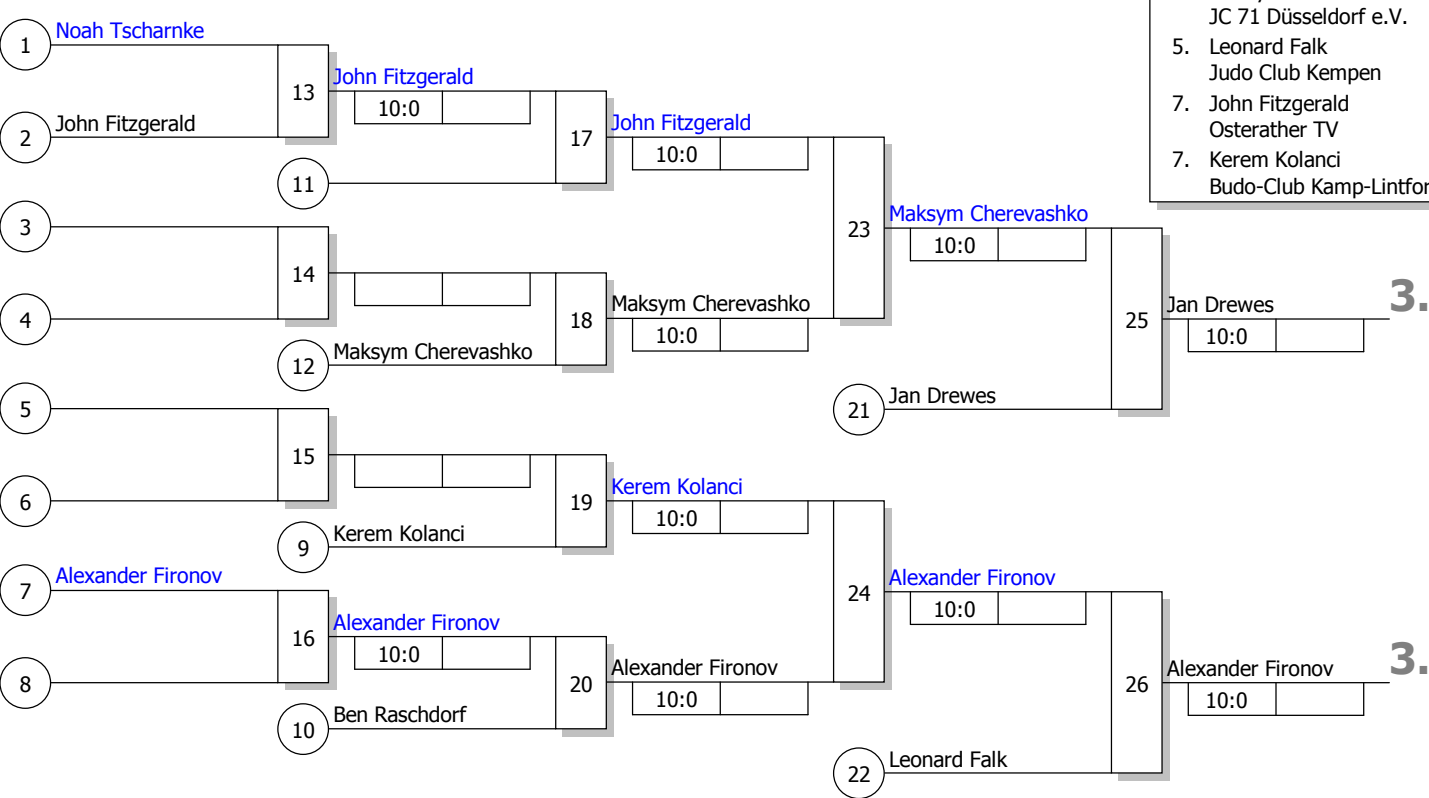 JC 71 Düsseldorf e.V.
5. Leonard Falk
Judo Club Kempen
7. John Fitzgerald
Osterather TV
7. Kerem Kolanci
1 Noah Tscharnke
2 John Fitzgerald
13 John Fitzgerald
10:0
11
17 John Fitzgerald
10:0
3
4
14
12 Maksym Cherevashko
18 Maksym Cherevashko
10:0
23 Maksym Cherevashko
10:0
21 Jan Drewes
25 Jan Drewes 3.
10:0
5
6
15
9 Kerem Kolanci
19 Kerem Kolanci
10:0
7 Alexander Fironov
8
16 Alexander Fironov
10:0
10 Ben Raschdorf
20 Alexander Fironov
10:0
24 Alexander Fironov
10:0
22 Leonard Falk
26 Alexander Fironov 3.
10:0